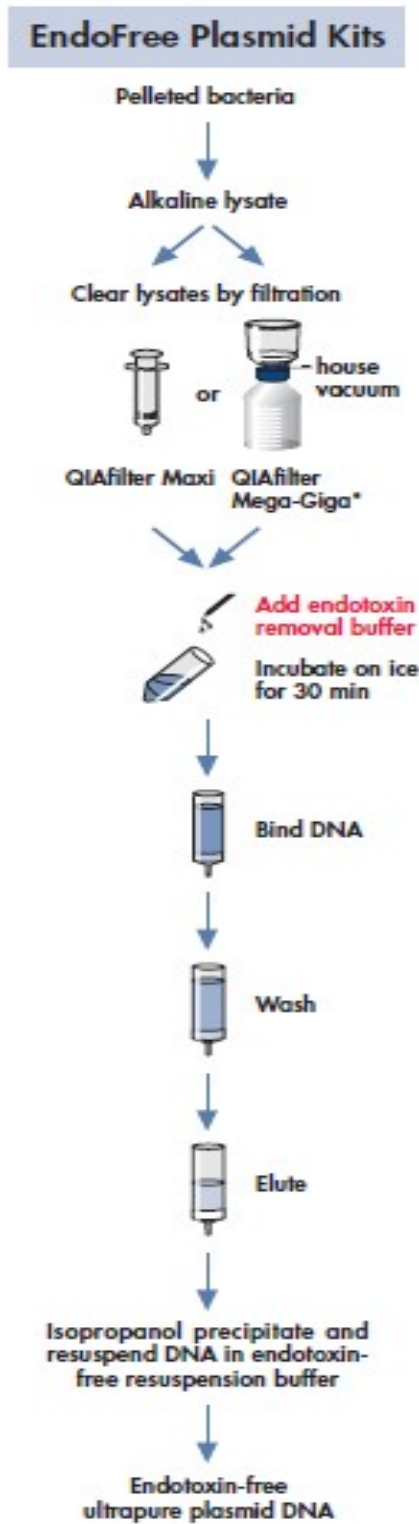 EndoFree Plasmid Kits
Pelleted bacteria
Alkaline lysate
Clear lysates by filtration
or
house
vacuum
QIAfilter Maxi
QIAfilter
Mega-Giga*
Add endotoxin
removal buffer
Incubate on ice
for 30 min
Bind DNA
Wash
Elute
Isopropanol precipitate and
resuspend DNA in endotoxin-
free resuspension buffer
Endotoxin-free
ultrapure plasmid DNA